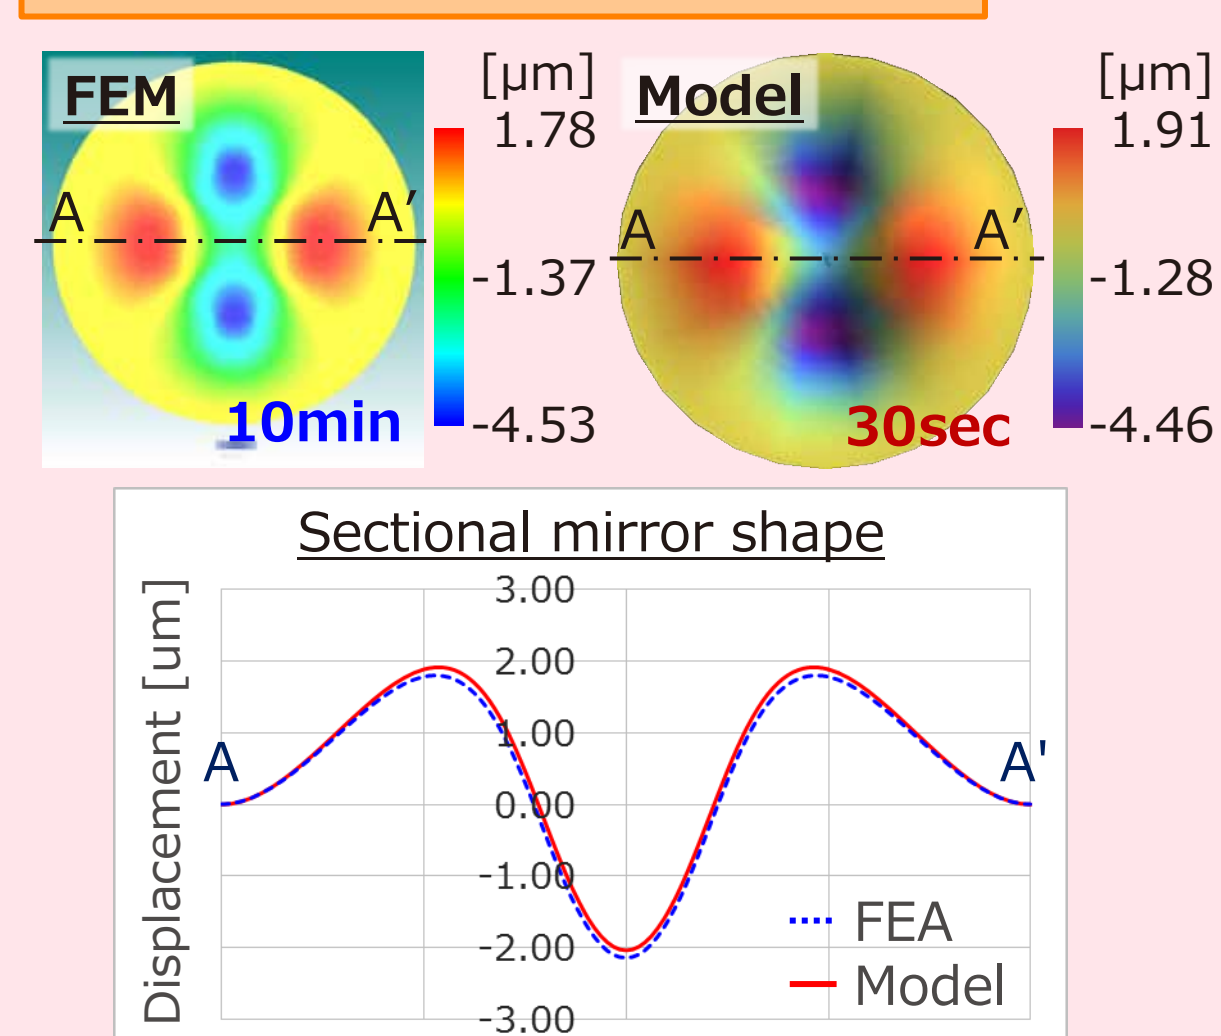 FEM
[μm]
1.78
-1.37
-4.53
A
A′
10min
Model
[μm]
1.91
-1.28
-4.46
A
A′
30sec
Sectional mirror shape
Displacement [um]
3.00
2.00
1.00
0.00
-1.00
-2.00
-3.00
A
A'
FEA
Model